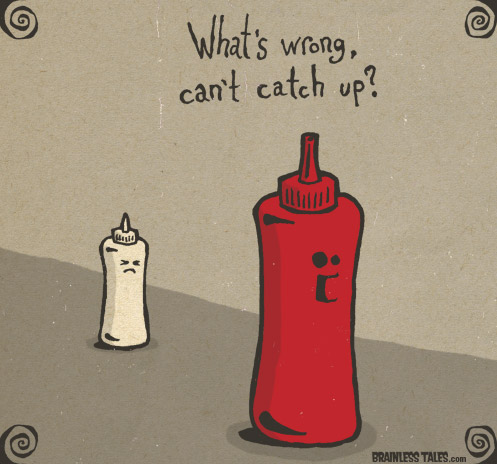 What's wrong,
can't catch up?
BRAINLESS TALES.com